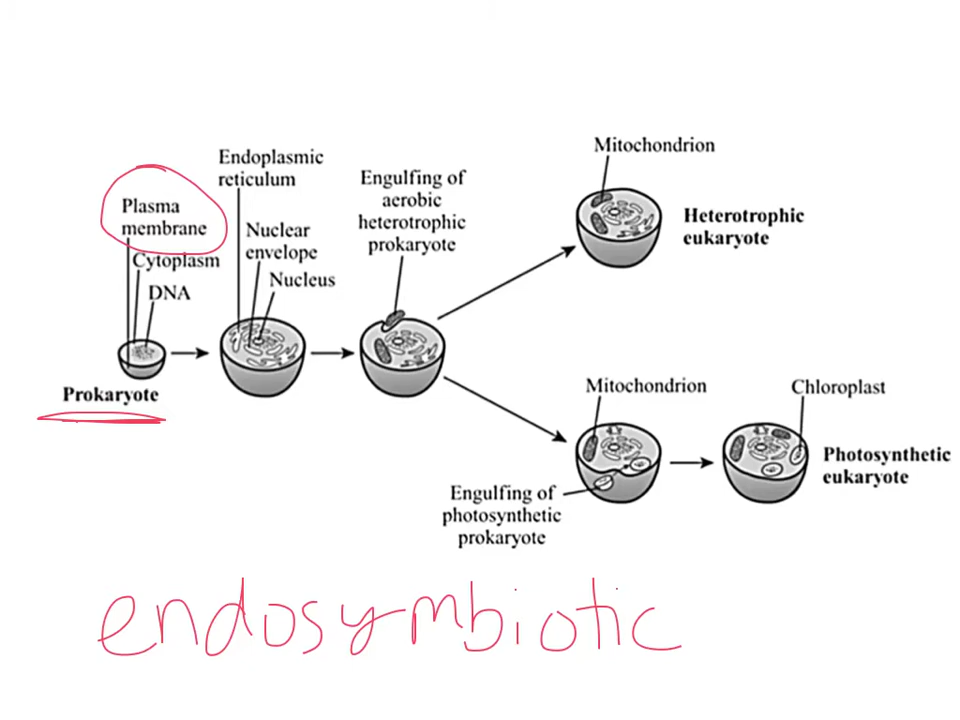 Plasma
membrane
Cytoplasm
DNA
Prokaryote
Endoplasmic
reticulum
Nuclear
envelope
Nucleus
Engulfing of
aerobic
heterotrophic
prokaryote
Mitochondrion
Heterotrophic
eukaryote
Mitochondrion
Engulfing of
photosynthetic
prokaryote
Chloroplast
Photosynthetic
eukaryote
endosymbiotic